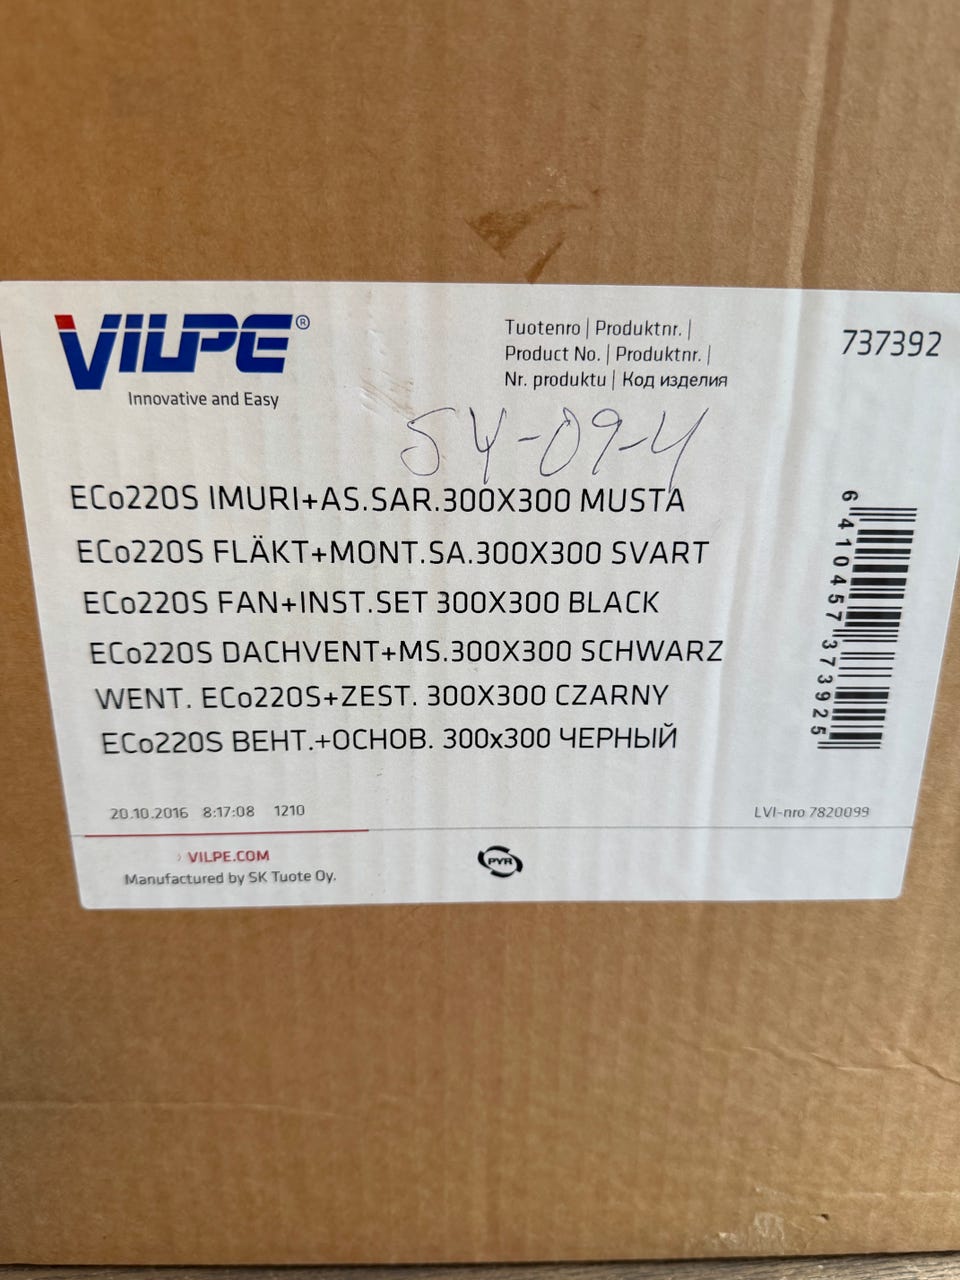 VILPE®
Innovative and Easy
Tuotenro | Produktnr. |
Product No. | Produktnr. |
Nr. produktu | Код изделия
737392
54-09-4
ECo220S IMURI+AS.SAR.300X300 MUSTA
ECo220S FLÄKT+MONT.SA.300X300 SVART
ECo220S FAN+INST.SET 300X300 BLACK
ECo220S DACHVENT+MS.300X300 SCHWARZ
WENT. ECo220S+ZEST. 300X300 CZARNY
ECo220S ВЕНТ.+ОСНОВ. 300x300 ЧЕРНЫЙ
6 410457 373925
20.10.2016 8:17:08 1210
LVI-nro 7820099
› VILPE.COM
Manufactured by SK Tuote Oy.
PYR